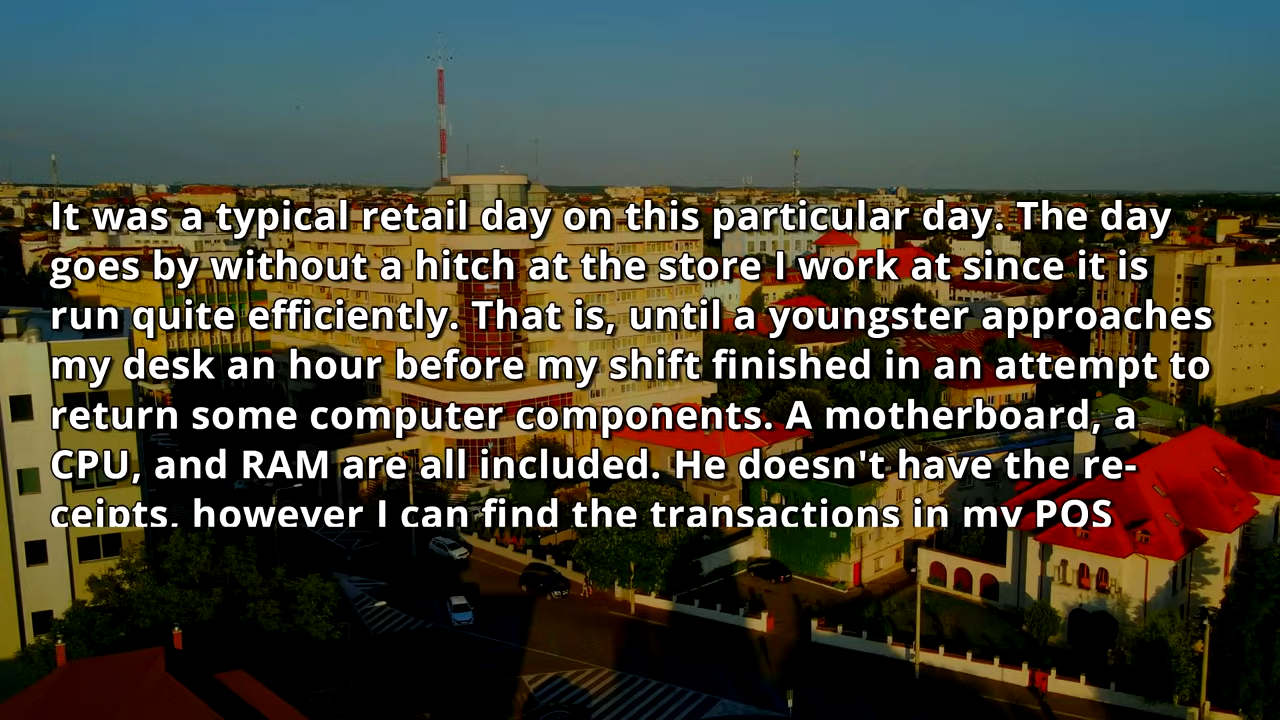 It was a typical retail day on this particular day. The day
goes by without a hitch at the store I work at since it is
run quite efficiently. That is, until a youngster approaches
my desk an hour before my shift finished in an attempt to
return some computer components. A motherboard, a
CPU, and RAM are all included. He doesn't have the re-
ceipts, however I can find the transactions in my POS